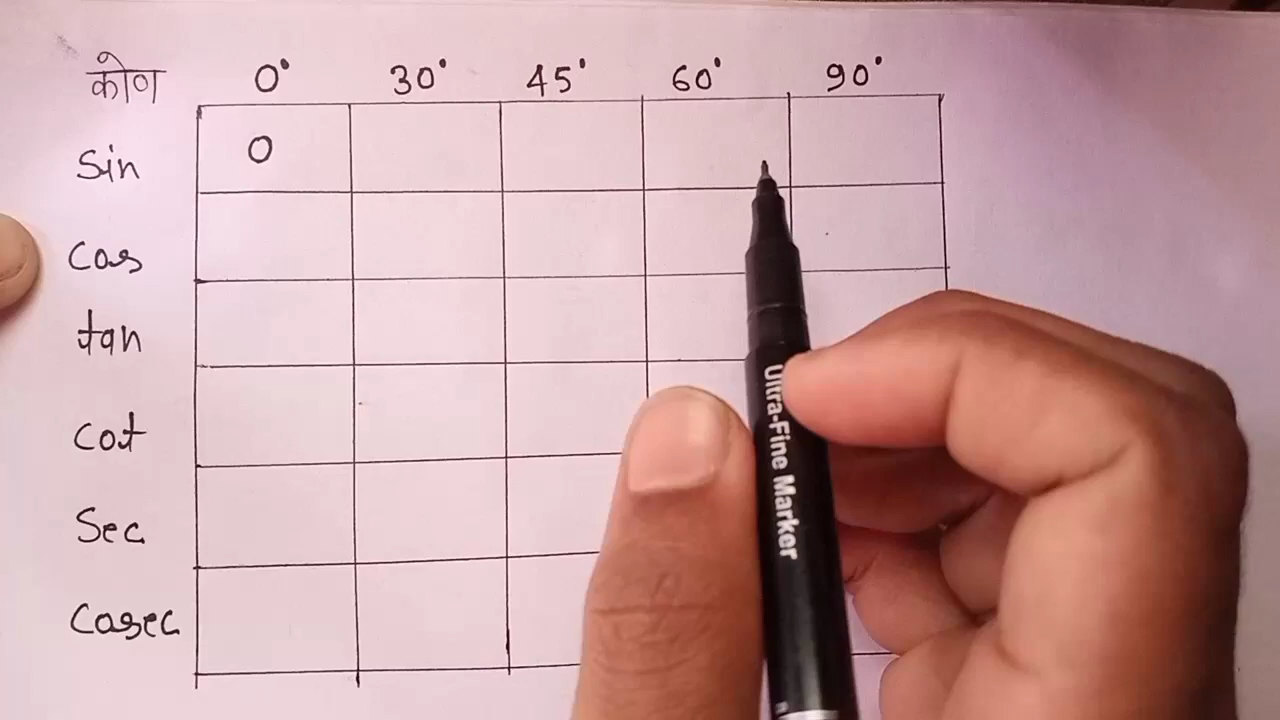 कोण 0° 30° 45° 60° 90°
Sin 0
Cos
tan
Cot
Sec
Cosec
Ultra-Fine Marker